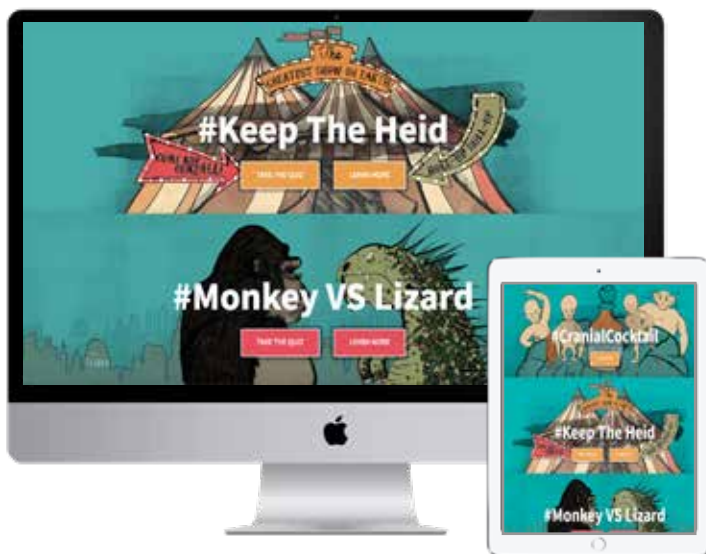 The
GREATEST SHOW ON EARTH
#Keep The Heid
TAKE THE QUIZ
LEARN MORE
#Monkey VS Lizard
TAKE THE QUIZ
LEARN MORE
#CranialCocktail
#Keep The Heid
#Monkey VS Lizard